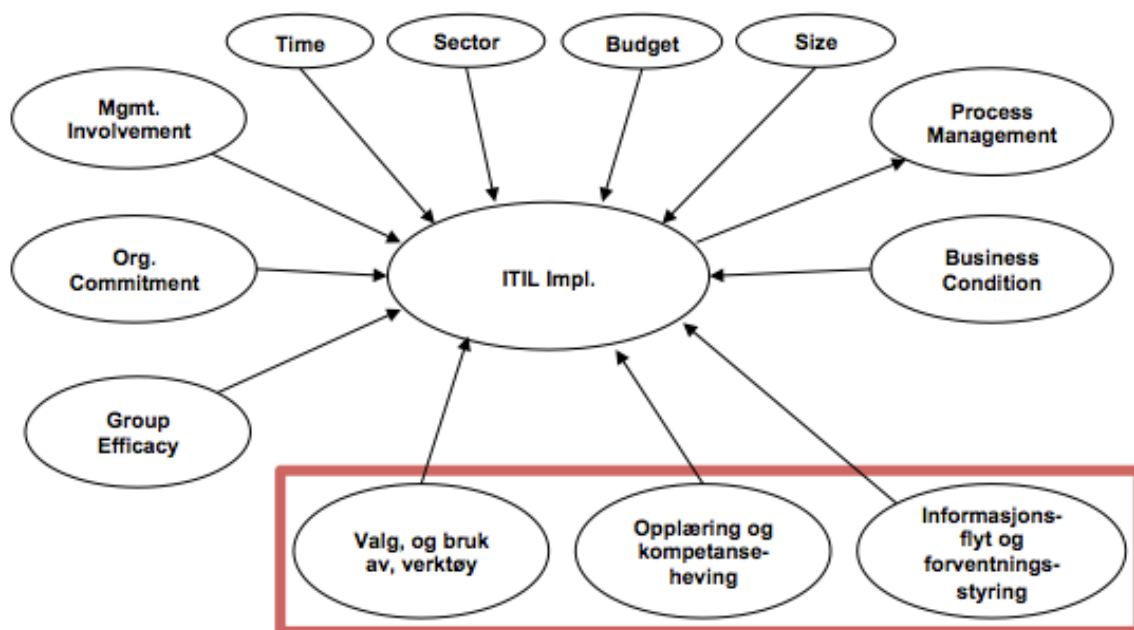 Time
Sector
Budget
Size
Mgmt.
Involvement
Process
Management
Org.
Commitment
ITIL Impl.
Business
Condition
Group
Efficacy
Valg, og bruk
av, verktøy
Opplæring og
kompetanse-
heving
Informasjons-
flyt og
forventnings-
styring